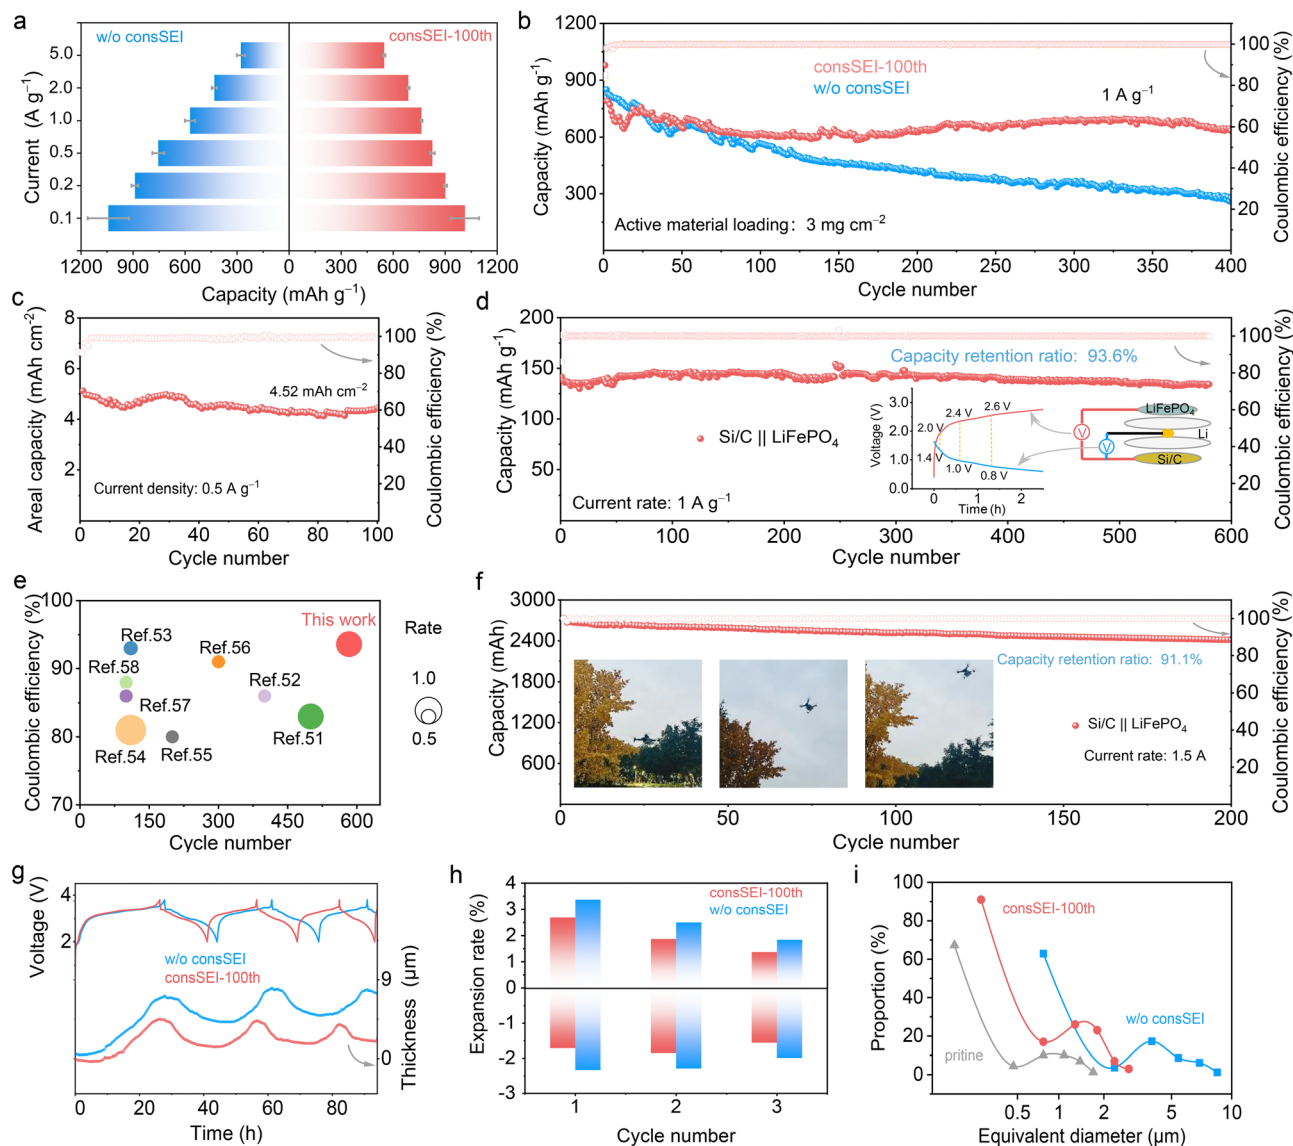 a
w/o consSEI
consSEI-100th
Current (A g⁻¹)
5.0
2.0
1.0
0.5
0.2
0.1
1200 900 600 300 0 300 600 900 1200
Capacity (mAh g⁻¹)
b
Capacity (mAh g⁻¹)
1200
900
600
300
consSEI-100th
w/o consSEI
1 A g⁻¹
Active material loading: 3 mg cm⁻²
0 50 100 150 200 250 300 350 400
Cycle number
100
80
60
40
20
Coulombic efficiency (%)
c
Areal capacity (mAh cm⁻²)
8
6
4
2
4.52 mAh cm⁻²
Current density: 0.5 A g⁻¹
0 20 40 60 80 100
Cycle number
100
80
60
40
20
Coulombic efficiency (%)
d
Capacity (mAh g⁻¹)
200
150
100
50
Capacity retention ratio: 93.6%
Si/C || LiFePO₄
Current rate: 1 A g⁻¹
Voltage (V)
3.0
2.0
1.0
0.0
2.0 V
2.4 V
2.6 V
1.4 V
1.0 V
0.8 V
0 1 2
Time (h)
LiFePO₄
V
V
Li
Si/C
0 50 100 150 200 250 300 350 400 450 500 550 600
Cycle number
100
80
60
40
20
Coulombic efficiency (%)
e
Coulombic efficiency (%)
100
90
80
70
This work
Ref.53
Ref.56
Ref.58
Ref.52
Ref.57
Ref.51
Ref.54
Ref.55
0 150 300 450 600
Cycle number
Rate
1.0
0.5
f
Capacity (mAh)
3000
2400
1800
1200
600
Capacity retention ratio: 91.1%
Si/C || LiFePO₄
Current rate: 1.5 A
0 50 100 150 200
Cycle number
100
80
60
40
20
Coulombic efficiency (%)
g
Voltage (V)
4
2
w/o consSEI
consSEI-100th
9
0
Thickness (μm)
0 20 40 60 80
Time (h)
h
Expansion rate (%)
4
3
2
1
0
-1
-2
-3
consSEI-100th
w/o consSEI
1 2 3
Cycle number
i
Proportion (%)
100
80
60
40
20
0
consSEI-100th
w/o consSEI
pritine
0.5 1 2 5 10
Equivalent diameter (μm)